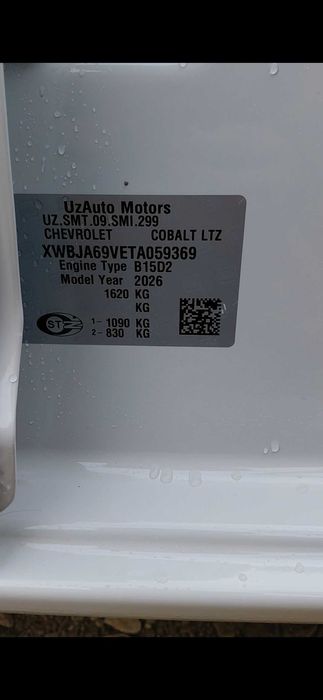 UzAuto Motors
UZ.SMT.09.SMI.299
CHEVROLET COBALT LTZ
XWBJA69VETA059369
Engine Type B15D2
Model Year 2026
1620 KG
KG
1- 1090 KG
2- 830 KG
ST